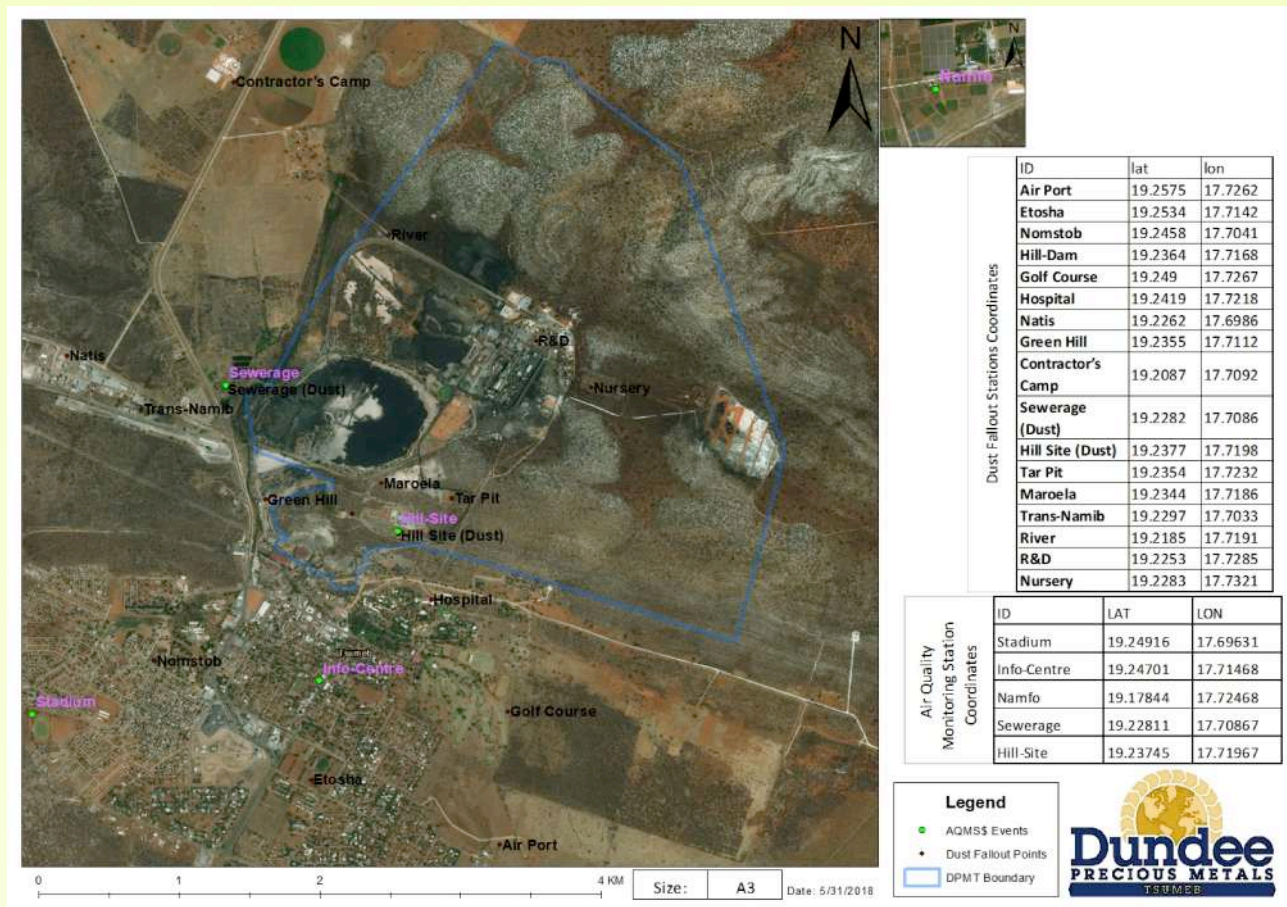 N
N
Namfo
Contractor's Camp
River
R&D
Natis
Sewerage
Sewerage (Dust)
Nursery
Trans-Namib
Maroela
Green Hill
Tar Pit
Hill-Site
Hill Site (Dust)
Hospital
Nomstob
Info-Centre
Stadium
Golf Course
Etosha
Air Port
Dust Fallout Stations Coordinates
ID lat lon
Air Port 19.2575 17.7262
Etosha 19.2534 17.7142
Nomstob 19.2458 17.7041
Hill-Dam 19.2364 17.7168
Golf Course 19.249 17.7267
Hospital 19.2419 17.7218
Natis 19.2262 17.6986
Green Hill 19.2355 17.7112
Contractor's
Camp 19.2087 17.7092
Sewerage
(Dust) 19.2282 17.7086
Hill Site (Dust) 19.2377 17.7198
Tar Pit 19.2354 17.7232
Maroela 19.2344 17.7186
Trans-Namib 19.2297 17.7033
River 19.2185 17.7191
R&D 19.2253 17.7285
Nursery 19.2283 17.7321
Air Quality
Monitoring Station
Coordinates
ID LAT LON
Stadium 19.24916 17.69631
Info-Centre 19.24701 17.71468
Namfo 19.17844 17.72468
Sewerage 19.22811 17.70867
Hill-Site 19.23745 17.71967
Legend
AQMS$ Events
Dust Fallout Points
DPMT Boundary
Dundee
PRECIOUS METALS
TSUMEB
0 1 2 4 KM
Size: A3
Date: 5/31/2018